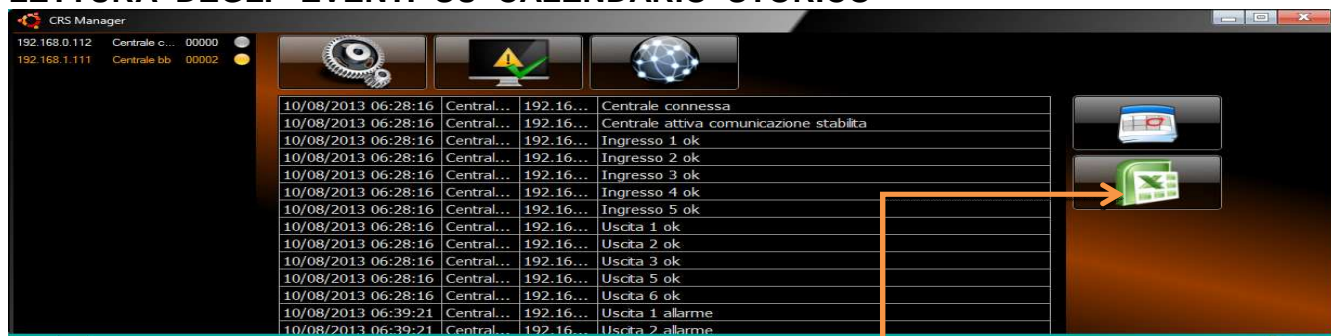 LETTURA DEGLI EVENTI SU CALENDARIO STORICO
CRS Manager
192.168.0.112 Centrale c... 00000
192.168.1.111 Centrale bb 00002
10/08/2013 06:28:16 Central... 192.16... Centrale connessa
10/08/2013 06:28:16 Central... 192.16... Centrale attiva comunicazione stabilita
10/08/2013 06:28:16 Central... 192.16... Ingresso 1 ok
10/08/2013 06:28:16 Central... 192.16... Ingresso 2 ok
10/08/2013 06:28:16 Central... 192.16... Ingresso 3 ok
10/08/2013 06:28:16 Central... 192.16... Ingresso 4 ok
10/08/2013 06:28:16 Central... 192.16... Ingresso 5 ok
10/08/2013 06:28:16 Central... 192.16... Uscita 1 ok
10/08/2013 06:28:16 Central... 192.16... Uscita 2 ok
10/08/2013 06:28:16 Central... 192.16... Uscita 3 ok
10/08/2013 06:28:16 Central... 192.16... Uscita 5 ok
10/08/2013 06:28:16 Central... 192.16... Uscita 6 ok
10/08/2013 06:39:21 Central... 192.16... Uscita 1 allarme
10/08/2013 06:39:21 Central... 192.16... Uscita 2 allarme